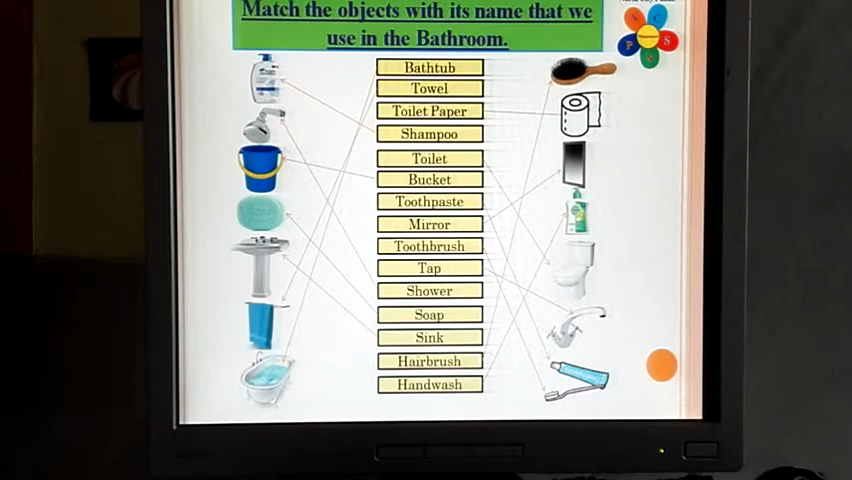 Match the objects with its name that we
use in the Bathroom.
Bathtub
Towel
Toilet Paper
Shampoo
Toilet
Bucket
Toothpaste
Mirror
Toothbrush
Tap
Shower
Soap
Sink
Hairbrush
Handwash